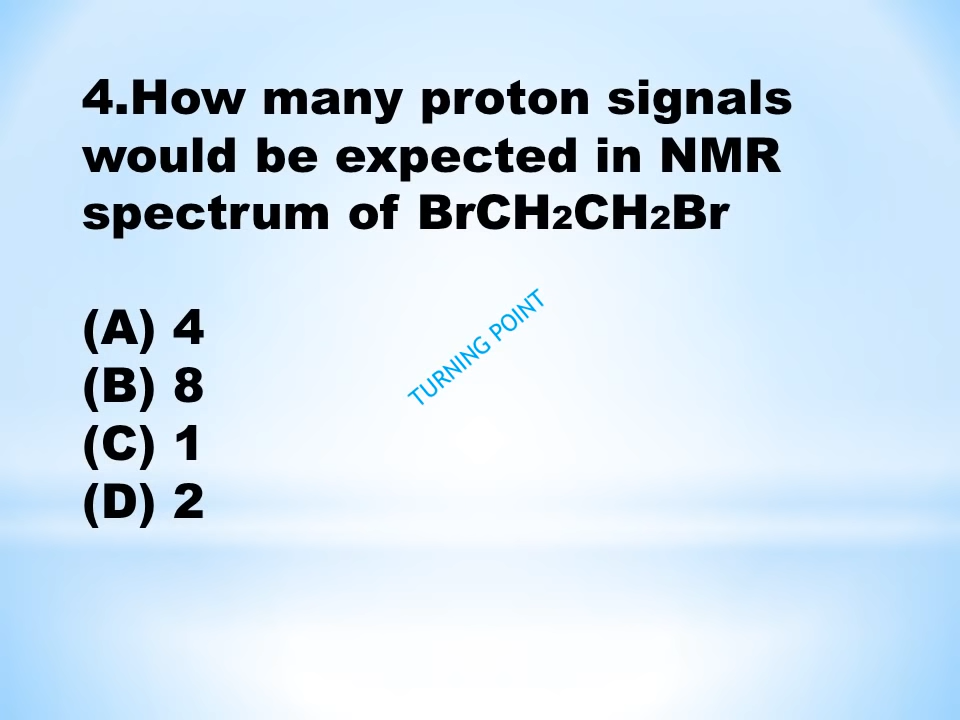 4.How many proton signals
would be expected in NMR
spectrum of BrCH₂CH₂Br
(A) 4
TURNING POINT
(B) 8
(C) 1
(D) 2